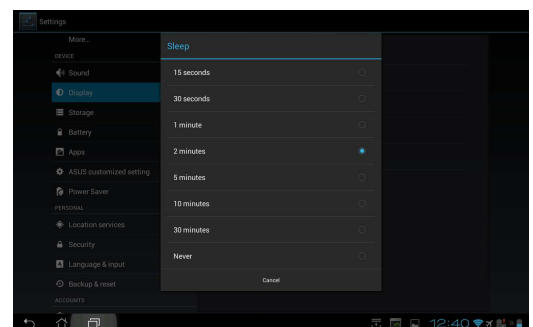 Settings
More...
DEVICE
Sound
Display
Storage
Battery
Apps
ASUS customized setting
Power Saver
PERSONAL
Location services
Security
Language & input
Backup & reset
ACCOUNTS
Sleep
15 seconds
30 seconds
1 minute
2 minutes
5 minutes
10 minutes
30 minutes
Never
Cancel
12:40